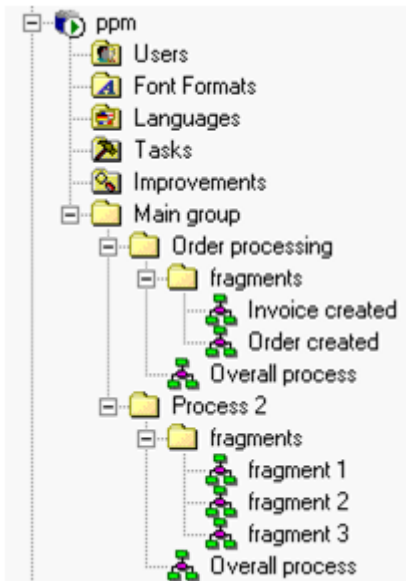 ppm
Users
Font Formats
Languages
Tasks
Improvements
Main group
Order processing
fragments
Invoice created
Order created
Overall process
Process 2
fragments
fragment 1
fragment 2
fragment 3
Overall process